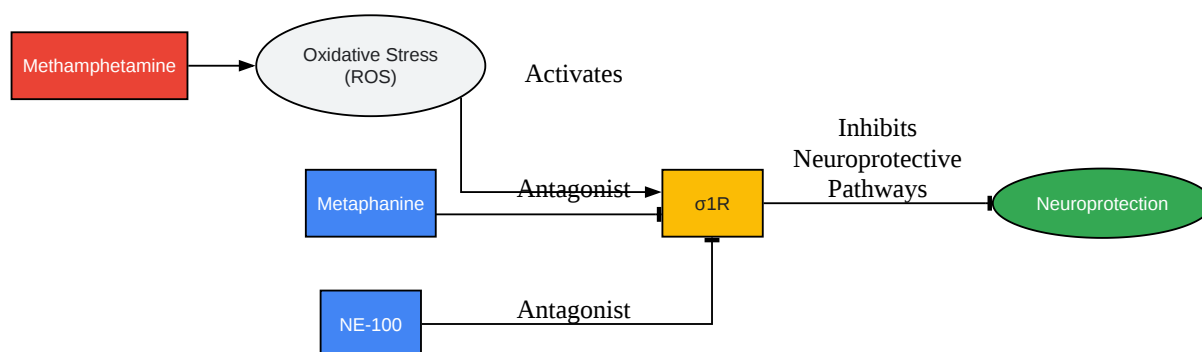 Methamphetamine
Oxidative Stress
(ROS)
Activates
Metaphanine
Antagonist
σ1R
Inhibits
Neuroprotective
Pathways
Neuroprotection
NE-100
Antagonist